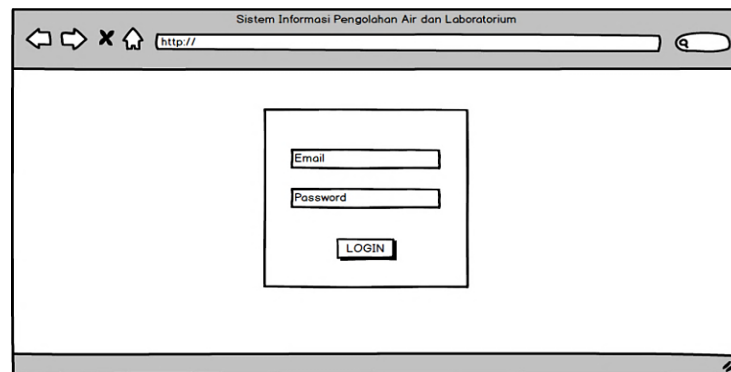 Sistem Informasi Pengolahan Air dan Laboratorium
http://
Email
Password
LOGIN